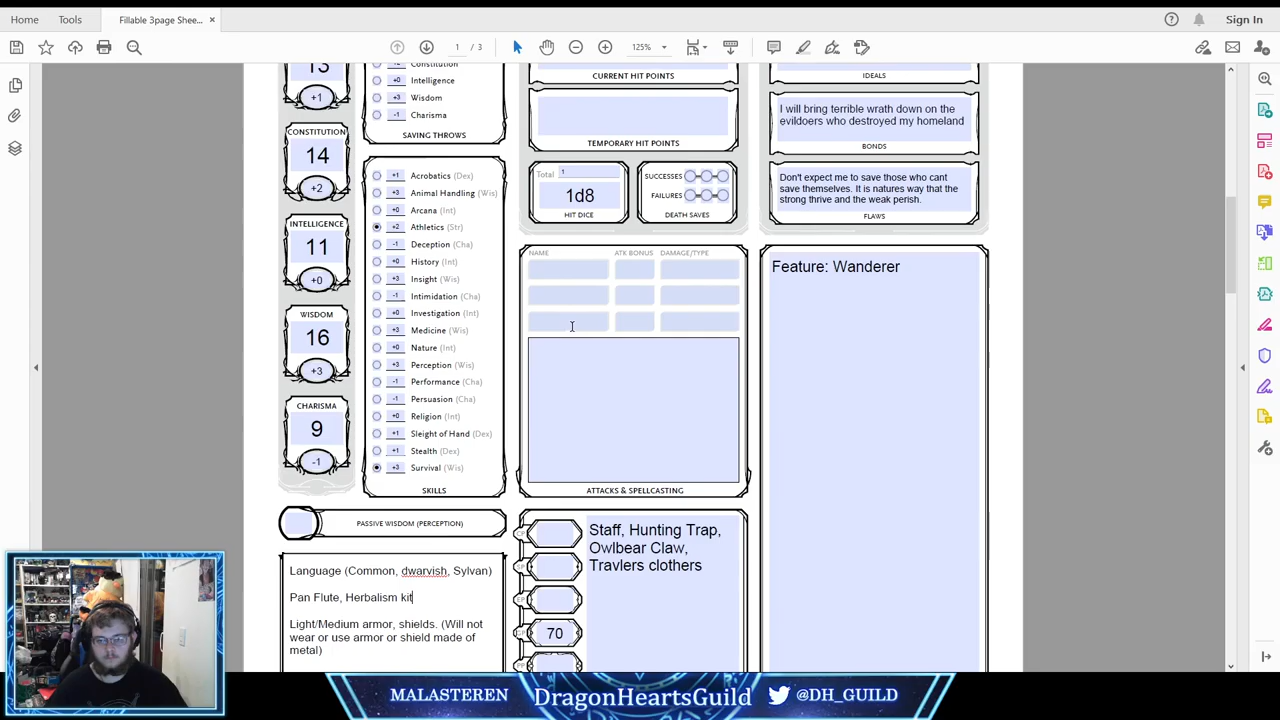 Home
Tools
Fillable 3page Shee...
Sign In
1 / 3
125%
13
+1
CONSTITUTION
14
+2
INTELLIGENCE
11
+0
WISDOM
16
+3
CHARISMA
9
-1
Constitution
+0 Intelligence
+3 Wisdom
-1 Charisma
SAVING THROWS
+1 Acrobatics (Dex)
+3 Animal Handling (Wis)
+0 Arcana (Int)
+2 Athletics (Str)
-1 Deception (Cha)
+0 History (Int)
+3 Insight (Wis)
-1 Intimidation (Cha)
+0 Investigation (Int)
+3 Medicine (Wis)
+0 Nature (Int)
+3 Perception (Wis)
-1 Performance (Cha)
-1 Persuasion (Cha)
+0 Religion (Int)
+1 Sleight of Hand (Dex)
+1 Stealth (Dex)
+3 Survival (Wis)
SKILLS
PASSIVE WISDOM (PERCEPTION)
Language (Common, dwarvish, Sylvan)
Pan Flute, Herbalism kit
Light/Medium armor, shields. (Will not
wear or use armor or shield made of
metal)
CURRENT HIT POINTS
TEMPORARY HIT POINTS
Total 1
1d8
HIT DICE
SUCCESSES
FAILURES
DEATH SAVES
NAME ATK BONUS DAMAGE/TYPE
ATTACKS & SPELLCASTING
CP
SP
EP
GP
70
PP
Staff, Hunting Trap,
Owlbear Claw,
Travlers clothers
IDEALS
I will bring terrible wrath down on the
evildoers who destroyed my homeland
BONDS
Don't expect me to save those who cant
save themselves. It is natures way that the
strong thrive and the weak perish.
FLAWS
Feature: Wanderer
MALASTEREN
DragonHeartsGuild
@DH_GUILD